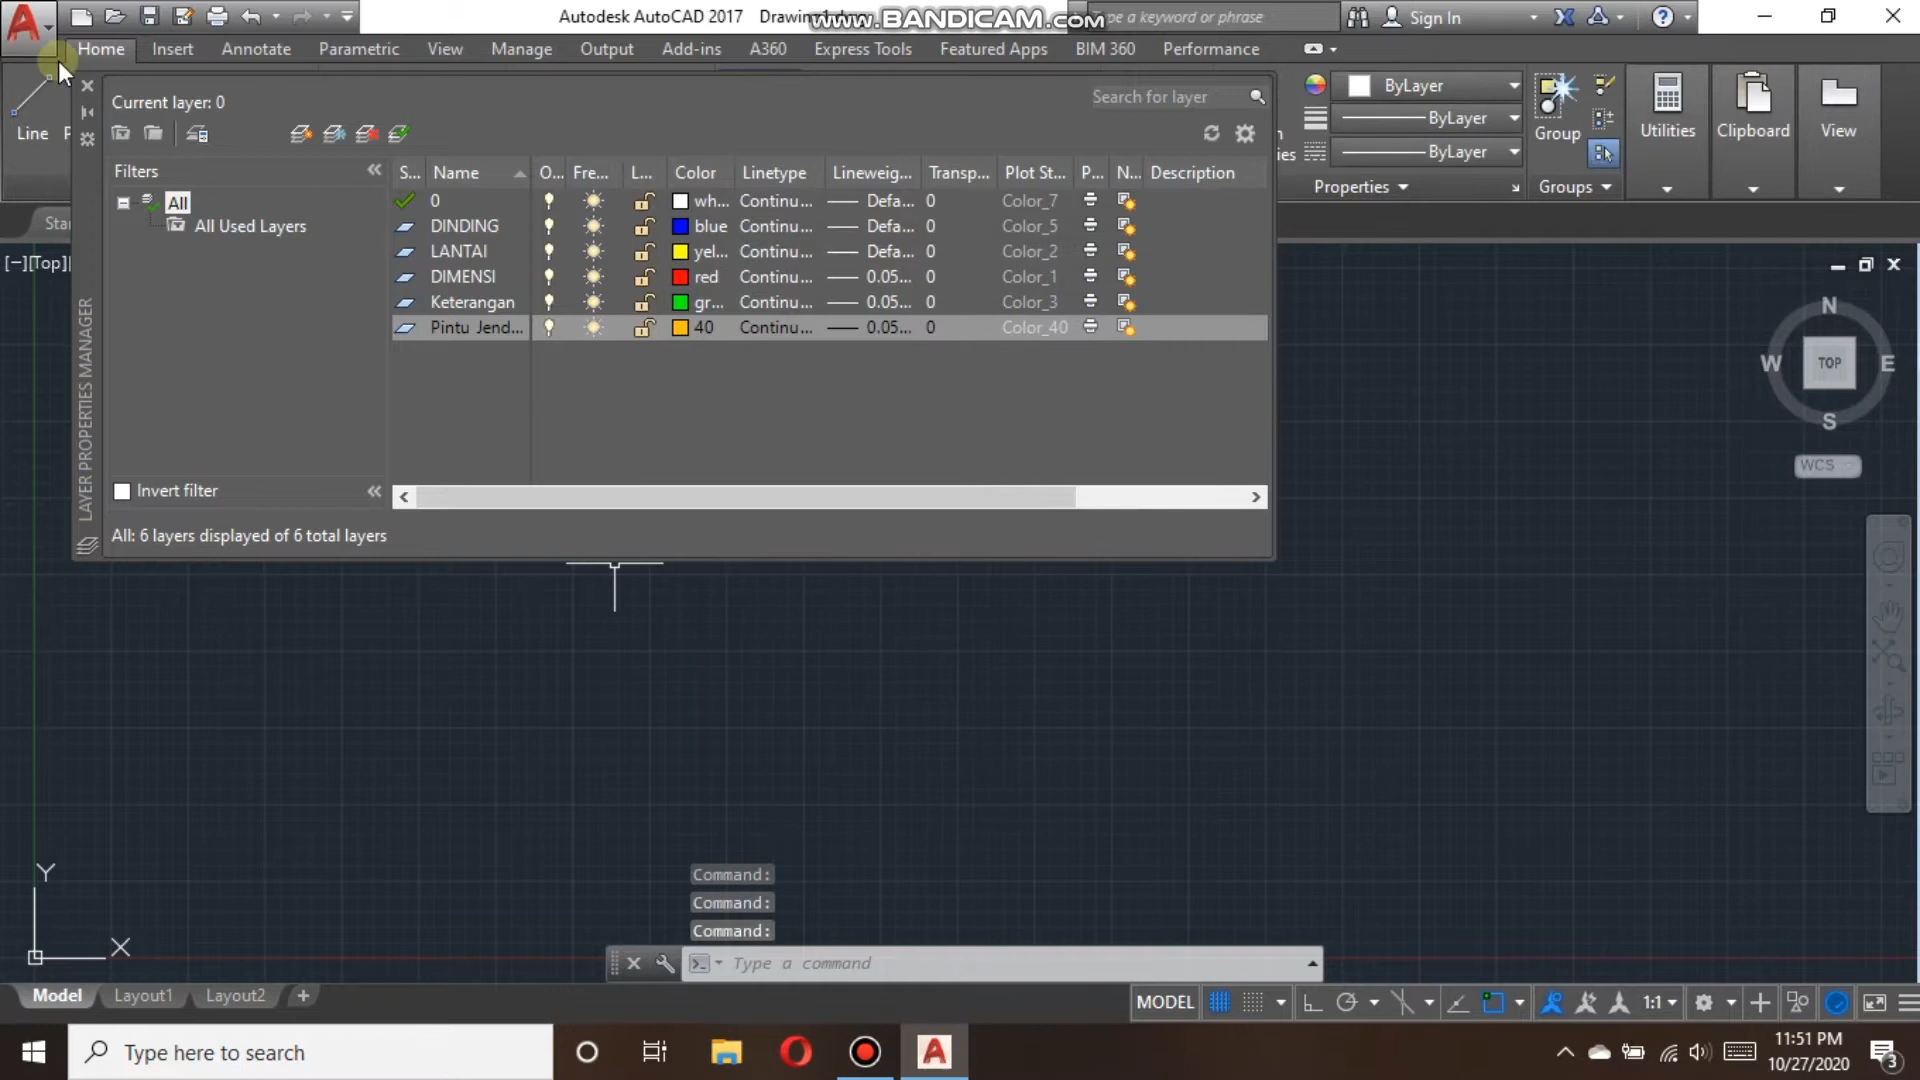 Autodesk AutoCAD 2017
www.BANDICAM.com
Type a keyword or phrase
Sign In
Home
Insert
Annotate
Parametric
View
Manage
Output
Add-ins
A360
Express Tools
Featured Apps
BIM 360
Performance
Line
Current layer: 0
Search for layer
ByLayer
ByLayer
ByLayer
Properties
Group
Groups
Utilities
Clipboard
View
LAYER PROPERTIES MANAGER
Filters
All
All Used Layers
Invert filter
S... Name O... Fre... L... Color Linetype Lineweig... Transp... Plot St... P... N... Description
0 wh... Continu... Defa... 0 Color_7
DINDING blue Continu... Defa... 0 Color_5
LANTAI yel... Continu... Defa... 0 Color_2
DIMENSI red Continu... 0.05... 0 Color_1
Keterangan gr... Continu... 0.05... 0 Color_3
Pintu Jend... 40 Continu... 0.05... 0 Color_40
All: 6 layers displayed of 6 total layers
[−][Top]
N
W
TOP
E
S
WCS
Y
X
Command:
Command:
Command:
Type a command
Model
Layout1
Layout2
MODEL
1:1
Type here to search
11:51 PM
10/27/2020
3